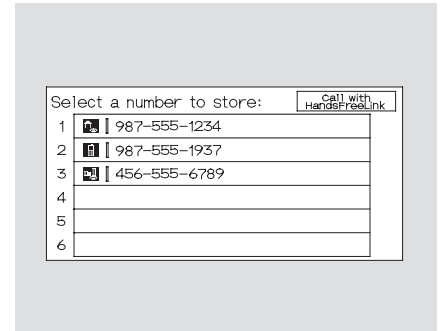 Select a number to store:
Call with
HandsFreeLink
1 987-555-1234
2 987-555-1937
3 456-555-6789
4
5
6